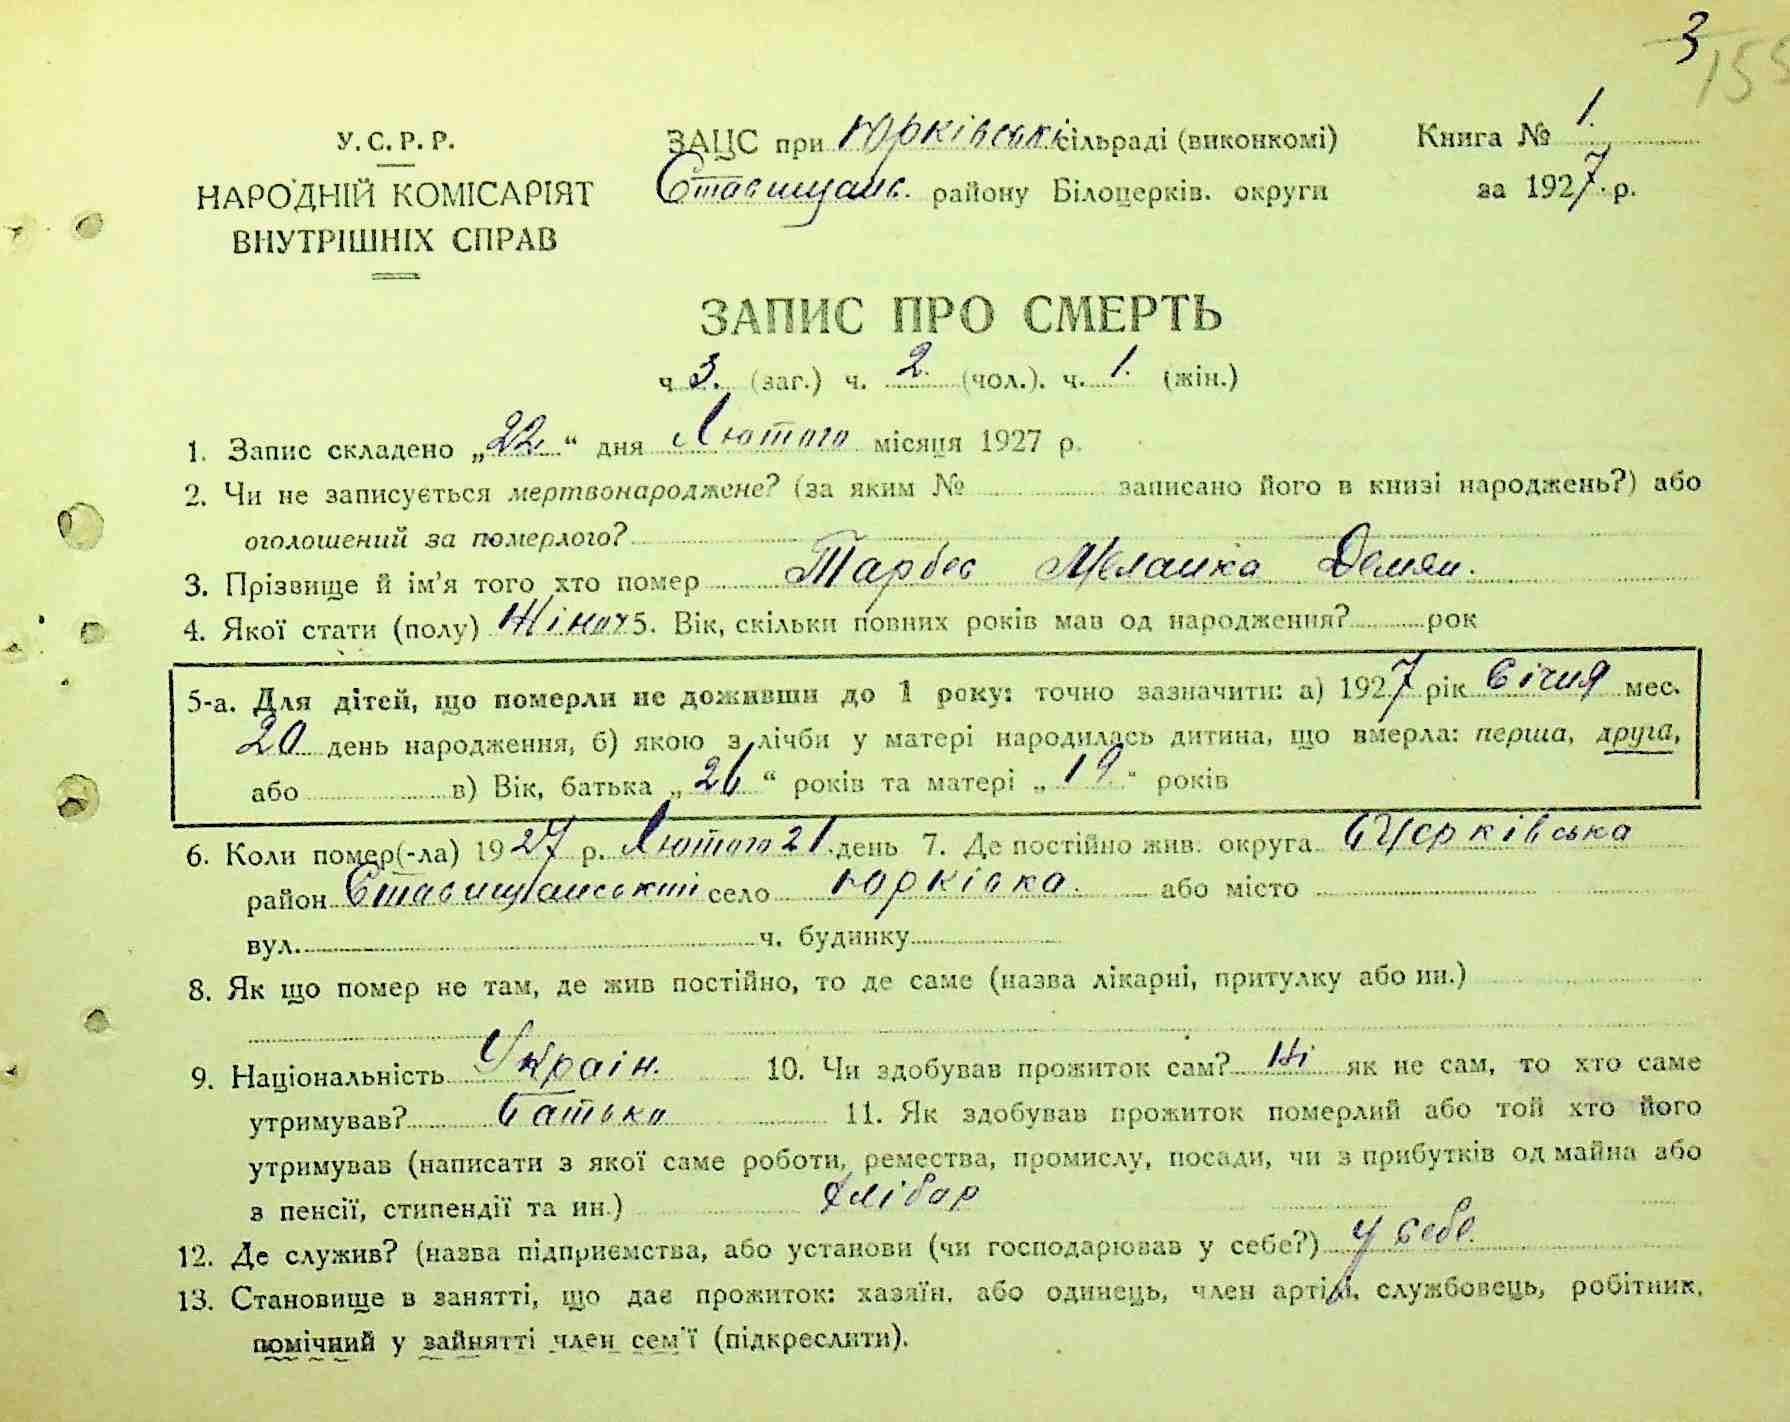 3
155
У. С. Р. Р.
НАРОДНІЙ КОМІСАРІЯТ
ВНУТРІШНІХ СПРАВ
ЗАЦС при Юрківські сільраді (виконкомі)
Ставищанс. району Білоцерків. округи
Книга № 1.
за 1927. р.
ЗАПИС ПРО СМЕРТЬ
ч 3. (заг.) ч. 2. (чол.). ч. 1. (жін.)
1. Запис складено „22.“ дня Лютого місяця 1927 р.
2. Чи не записується мертвонароджене? (за яким № записано його в книзі народжень?) або
оголошений за померлого?
3. Прізвище й ім'я того хто помер Тарбес Меланка Демян.
4. Якої стати (полу) Жіноч 5. Вік, скільки повних років мав од народження? рок
5-а. Для дітей, що померли не доживши до 1 року: точно зазначити: а) 1927 рік Січня мес.
20 день народження, б) якою з лічби у матері народилась дитина, що вмерла: перша, друга,
або в) Вік, батька „26“ років та матері „19“ років
6. Коли помер(-ла) 1927 р. Лютого 21. день 7. Де постійно жив. округа БЦерківська
район Ставищанський село Юрківка. або місто
вул. ч. будинку
8. Як що помер не там, де жив постійно, то де саме (назва лікарні, притулку або ин.)
9. Національність Україн. 10. Чи здобував прожиток сам? Ні як не сам, то хто саме
утримував? Батько 11. Як здобував прожиток померлий або той хто його
утримував (написати з якої саме роботи, ремества, промислу, посади, чи з прибутків од майна або
з пенсії, стипендії та ин.) Хлібор
12. Де служив? (назва підприємства, або установи (чи господарював у себе?) У себе.
13. Становище в занятті, що дає прожиток: хазяїн, або одинець, член артілі, службовець, робітник,
помічний у зайнятті член сем'ї (підкреслити).